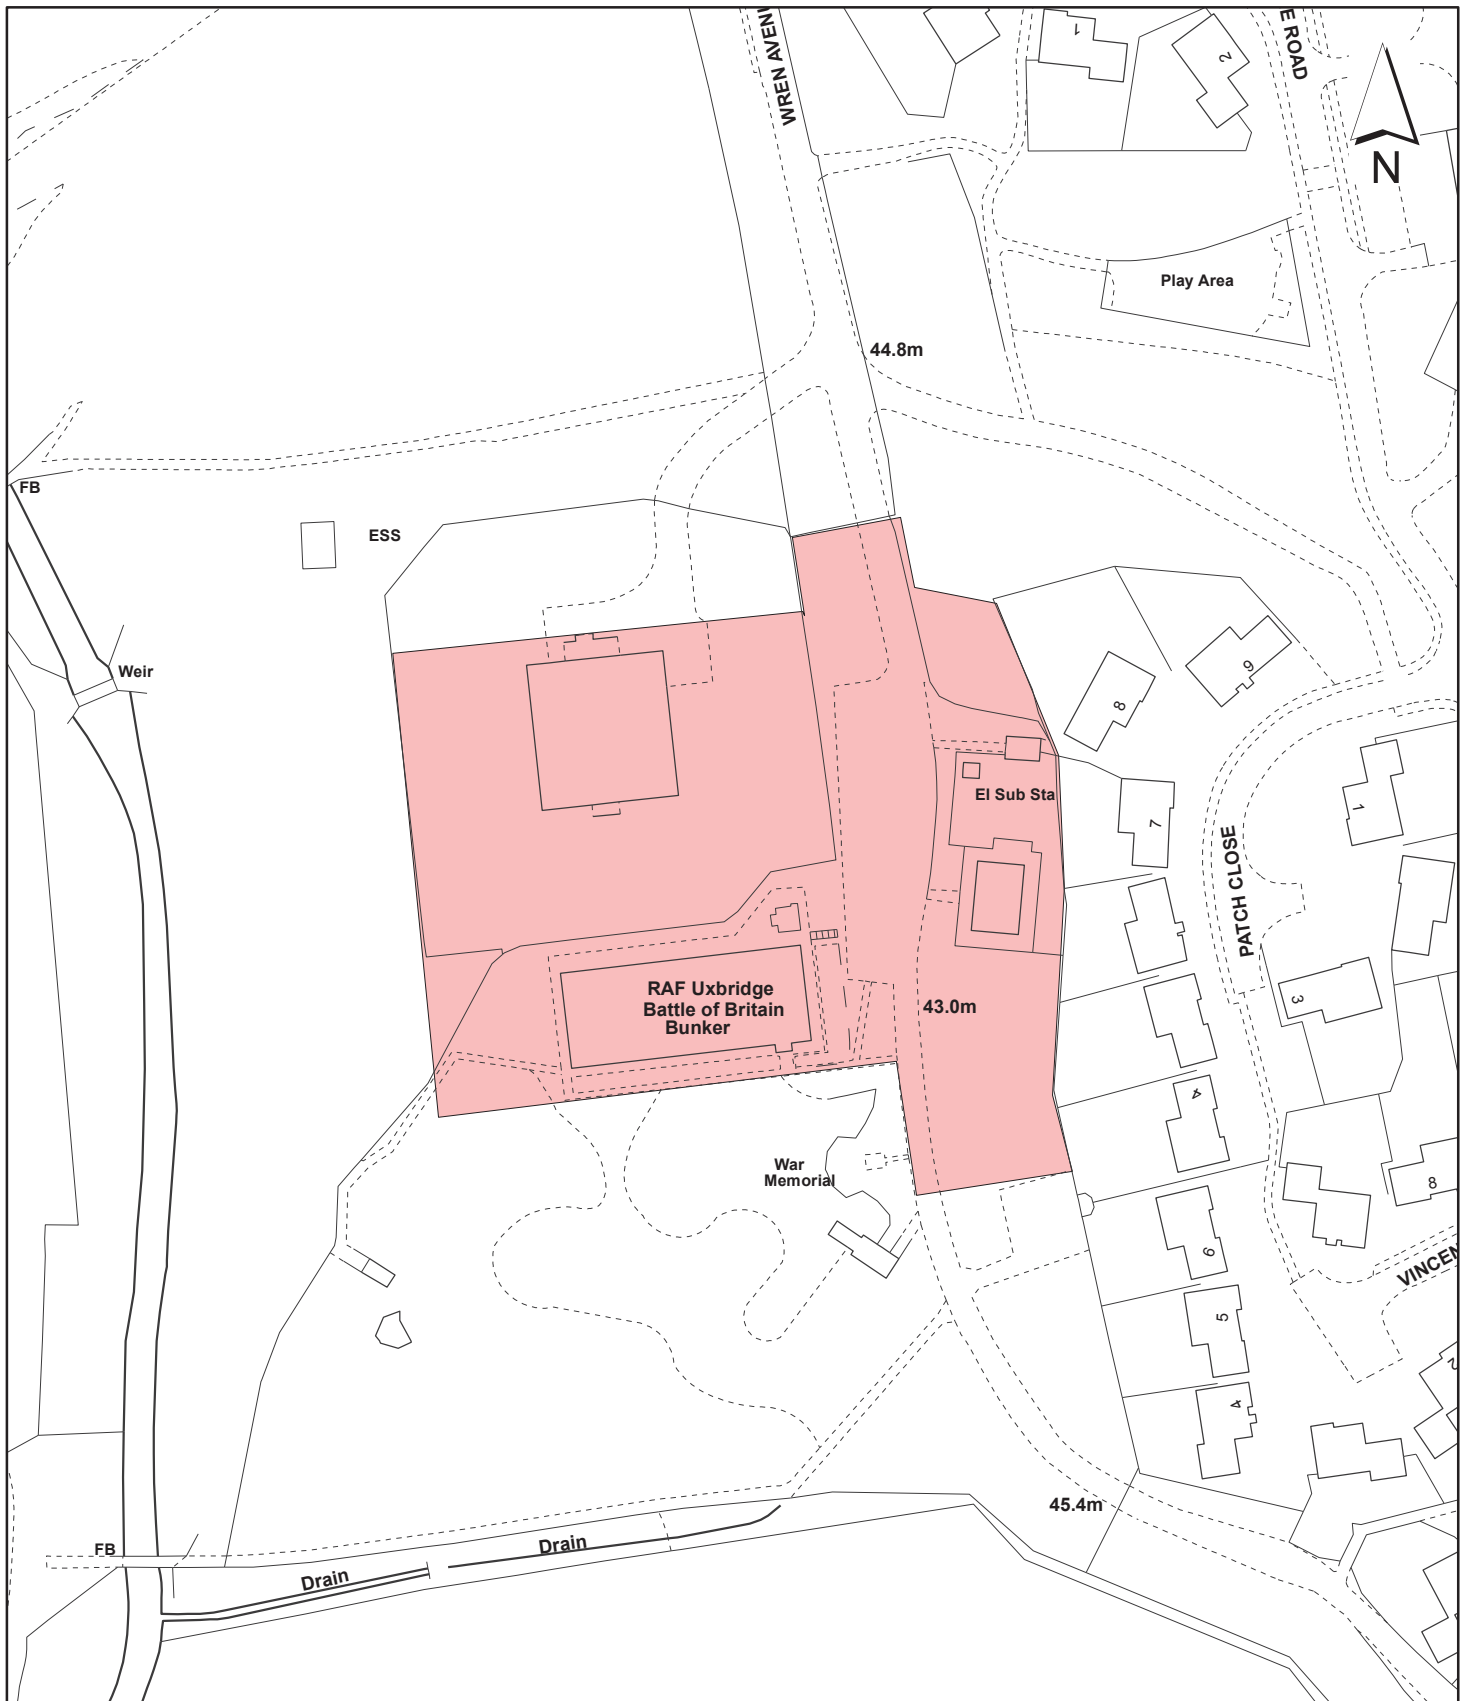 WREN AVEN
1
2
E ROAD
N
Play Area
44.8m
FB
ESS
Weir
9
8
El Sub Sta
7
1
PATCH CLOSE
RAF Uxbridge
Battle of Britain
Bunker
43.0m
3
4
War
Memorial
8
6
VINCEN
5
2
4
45.4m
FB
Drain
Drain